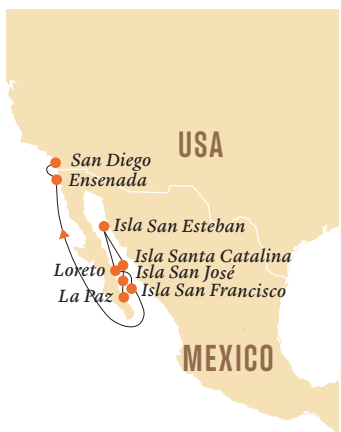 USA
San Diego
Ensenada
Isla San Esteban
Isla Santa Catalina
Loreto
Isla San José
La Paz
Isla San Francisco
MEXICO